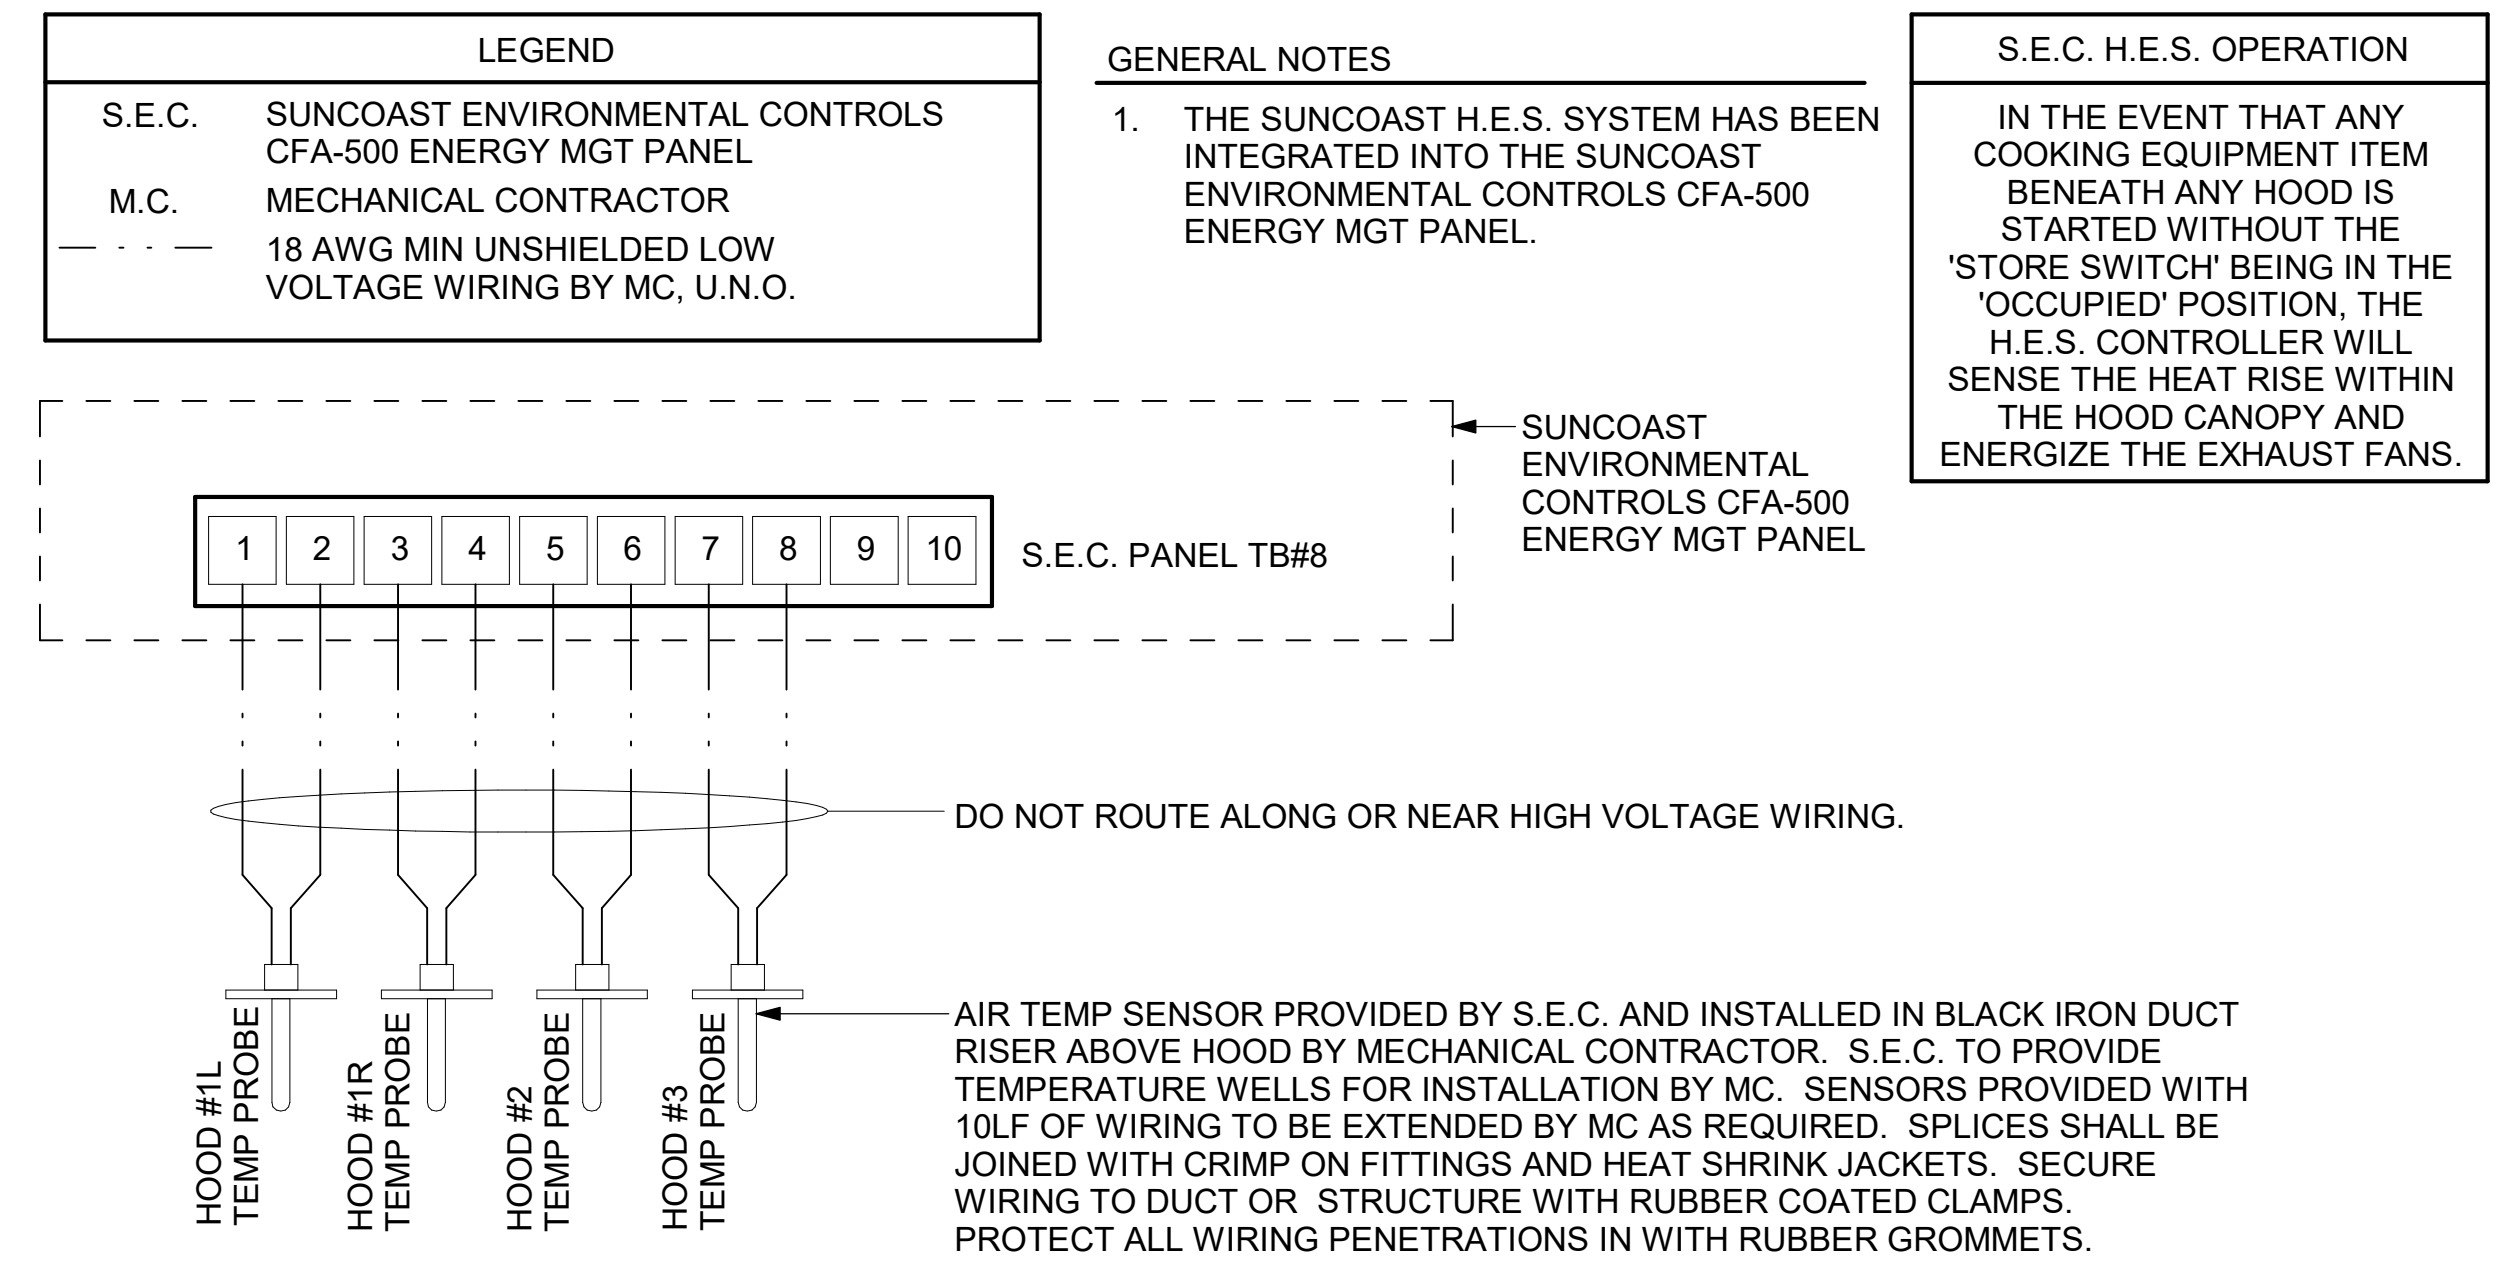 LEGEND
S.E.C. SUNCOAST ENVIRONMENTAL CONTROLS
CFA-500 ENERGY MGT PANEL
M.C. MECHANICAL CONTRACTOR
18 AWG MIN UNSHIELDED LOW
VOLTAGE WIRING BY MC, U.N.O.
GENERAL NOTES
1. THE SUNCOAST H.E.S. SYSTEM HAS BEEN
INTEGRATED INTO THE SUNCOAST
ENVIRONMENTAL CONTROLS CFA-500
ENERGY MGT PANEL.
S.E.C. H.E.S. OPERATION
IN THE EVENT THAT ANY
COOKING EQUIPMENT ITEM
BENEATH ANY HOOD IS
STARTED WITHOUT THE
'STORE SWITCH' BEING IN THE
'OCCUPIED' POSITION, THE
H.E.S. CONTROLLER WILL
SENSE THE HEAT RISE WITHIN
THE HOOD CANOPY AND
ENERGIZE THE EXHAUST FANS.
SUNCOAST
ENVIRONMENTAL
CONTROLS CFA-500
ENERGY MGT PANEL
1 2 3 4 5 6 7 8 9 10
S.E.C. PANEL TB#8
DO NOT ROUTE ALONG OR NEAR HIGH VOLTAGE WIRING.
HOOD #1L
TEMP PROBE
HOOD #1R
TEMP PROBE
HOOD #2
TEMP PROBE
HOOD #3
TEMP PROBE
AIR TEMP SENSOR PROVIDED BY S.E.C. AND INSTALLED IN BLACK IRON DUCT
RISER ABOVE HOOD BY MECHANICAL CONTRACTOR. S.E.C. TO PROVIDE
TEMPERATURE WELLS FOR INSTALLATION BY MC. SENSORS PROVIDED WITH
10LF OF WIRING TO BE EXTENDED BY MC AS REQUIRED. SPLICES SHALL BE
JOINED WITH CRIMP ON FITTINGS AND HEAT SHRINK JACKETS. SECURE
WIRING TO DUCT OR STRUCTURE WITH RUBBER COATED CLAMPS.
PROTECT ALL WIRING PENETRATIONS IN WITH RUBBER GROMMETS.